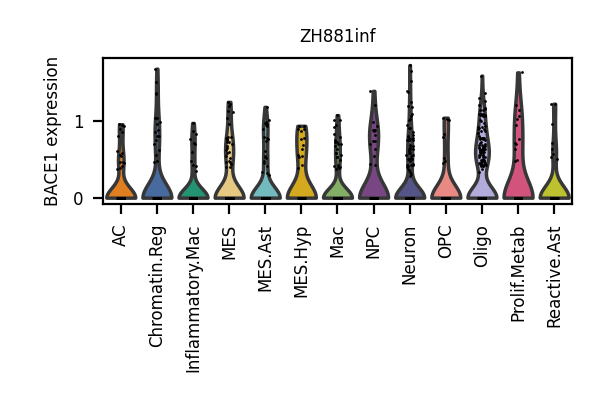 ZH881inf
BACE1 expression
1
0
AC
Chromatin.Reg
Inflammatory.Mac
MES
MES.Ast
MES.Hyp
Mac
NPC
Neuron
OPC
Oligo
Prolif.Metab
Reactive.Ast